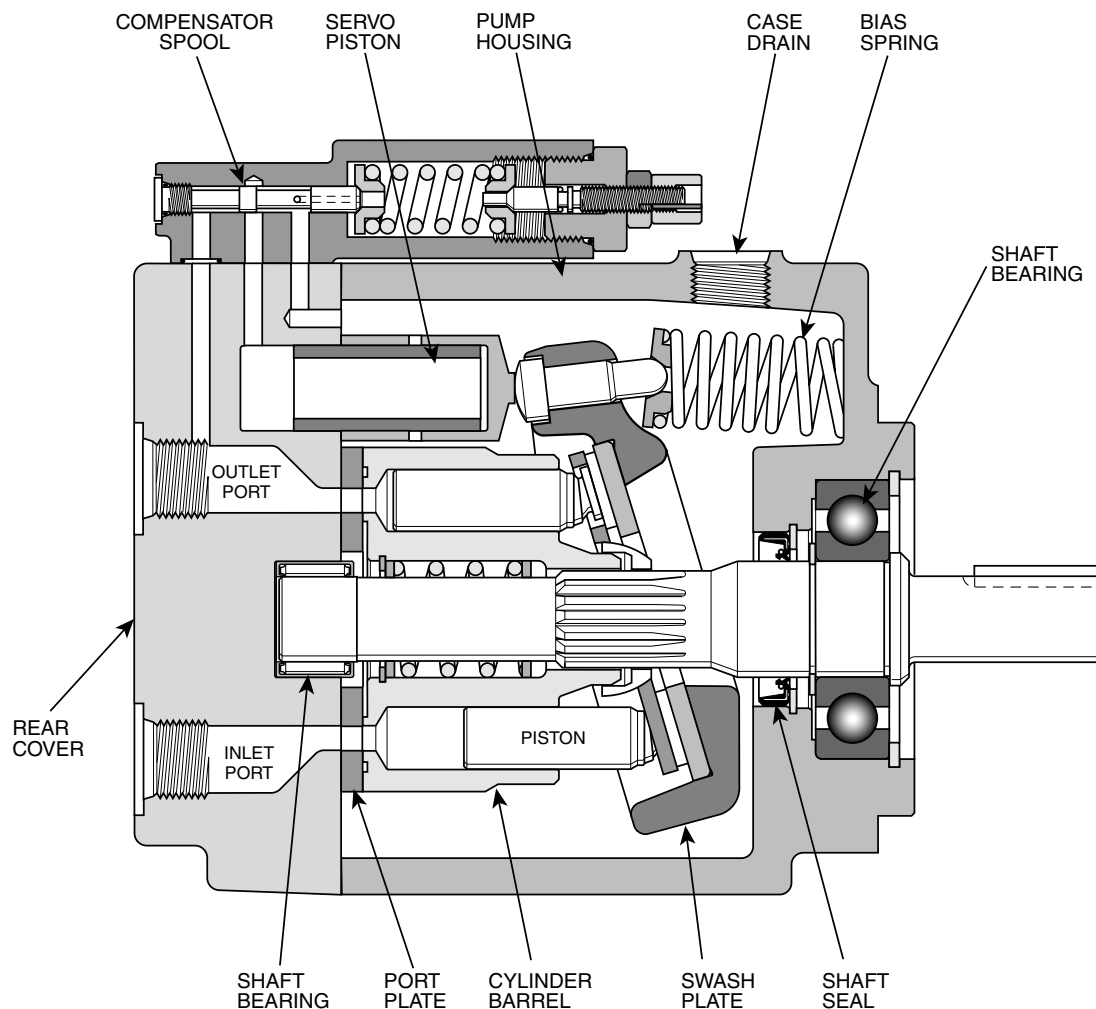 COMPENSATOR
SPOOL
SERVO
PISTON
PUMP
HOUSING
CASE
DRAIN
BIAS
SPRING
SHAFT
BEARING
OUTLET
PORT
REAR
COVER
INLET
PORT
PISTON
SHAFT
BEARING
PORT
PLATE
CYLINDER
BARREL
SWASH
PLATE
SHAFT
SEAL